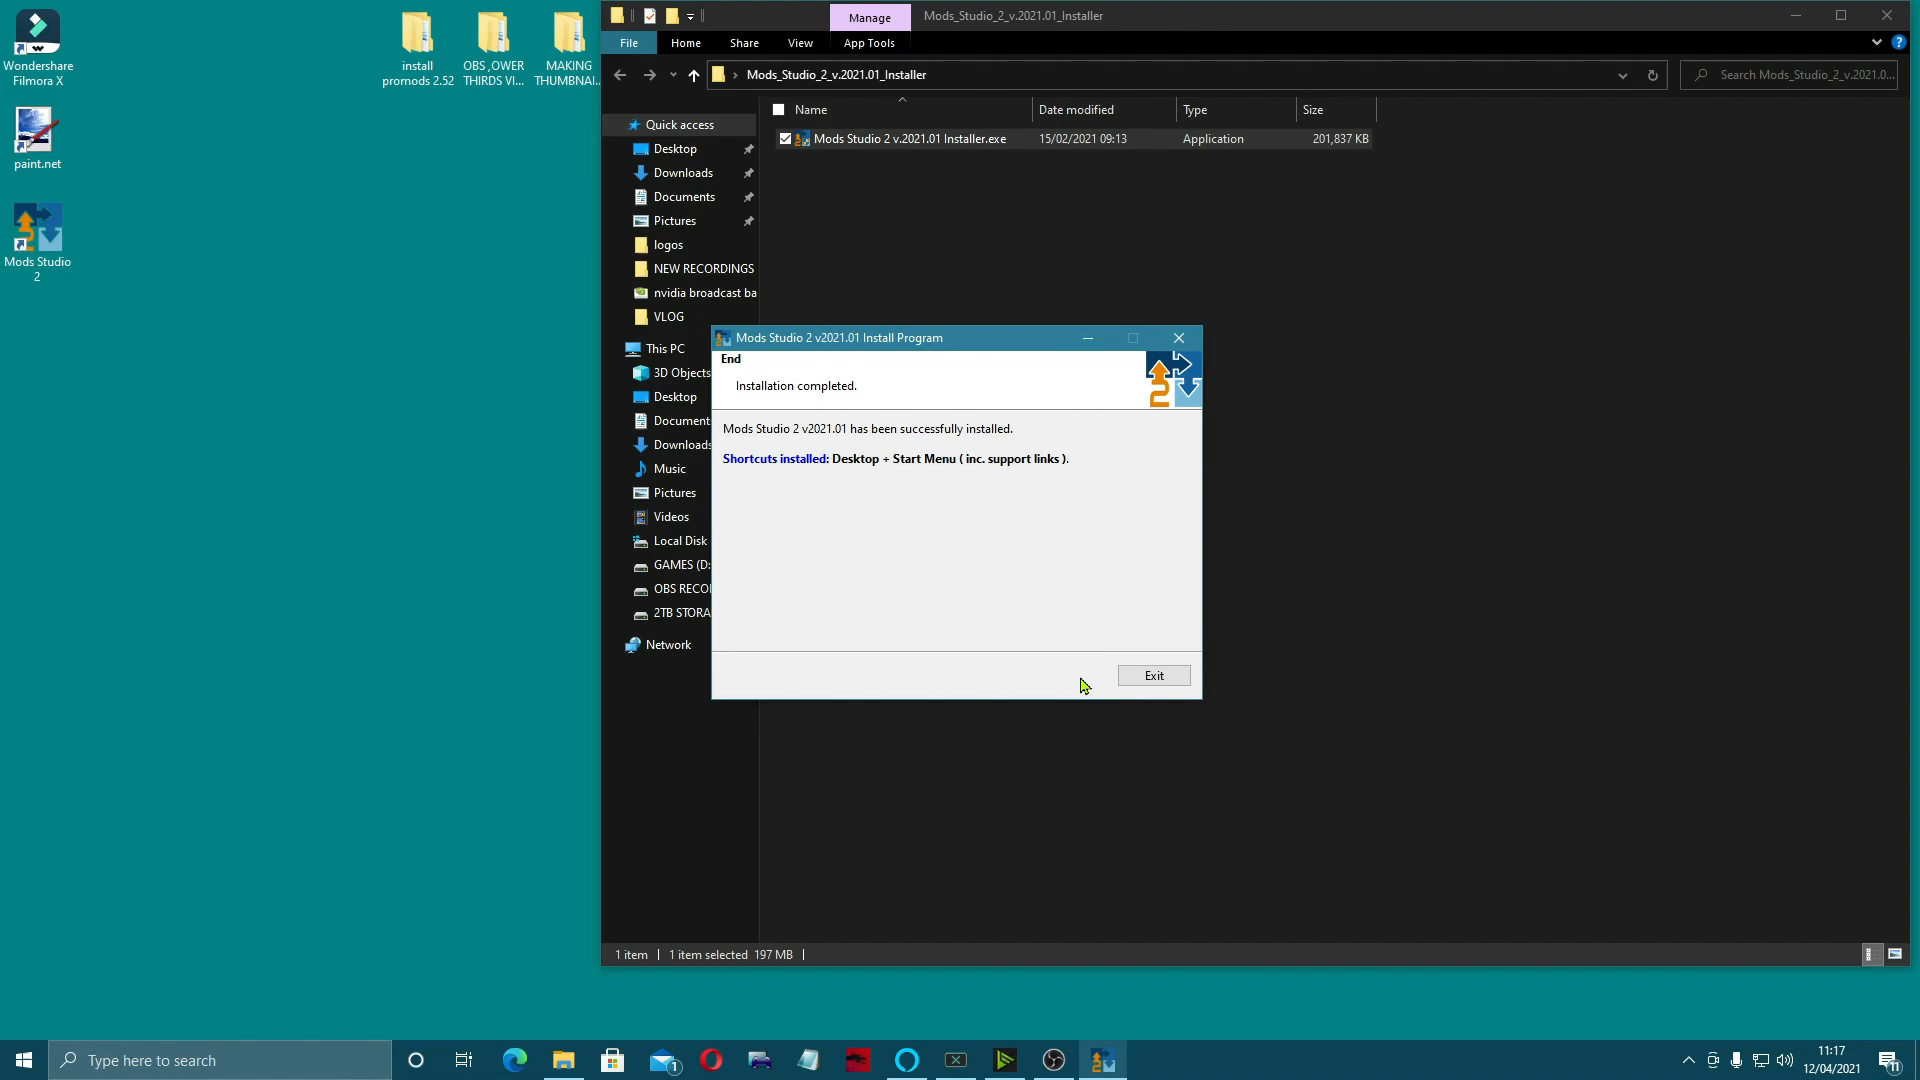 Wondershare
Filmora X
paint.net
Mods Studio
2
install
promods 2.52
OBS ,OWER
THIRDS VI...
MAKING
THUMBNAI...
Manage
Mods_Studio_2_v.2021.01_Installer
File
Home
Share
View
App Tools
Mods_Studio_2_v.2021.01_Installer
Search Mods_Studio_2_v.2021.0...
Name
Date modified
Type
Size
Mods Studio 2 v.2021.01 Installer.exe
15/02/2021 09:13
Application
201,837 KB
Quick access
Desktop
Downloads
Documents
Pictures
logos
NEW RECORDINGS
nvidia broadcast ba
VLOG
This PC
3D Objects
Desktop
Document
Downloads
Music
Pictures
Videos
Local Disk
GAMES (D:
OBS RECO
2TB STORA
Network
Mods Studio 2 v2021.01 Install Program
End
Installation completed.
Mods Studio 2 v2021.01 has been successfully installed.
Shortcuts installed: Desktop + Start Menu ( inc. support links ).
Exit
1 item
1 item selected 197 MB
Type here to search
1
11:17
12/04/2021
11